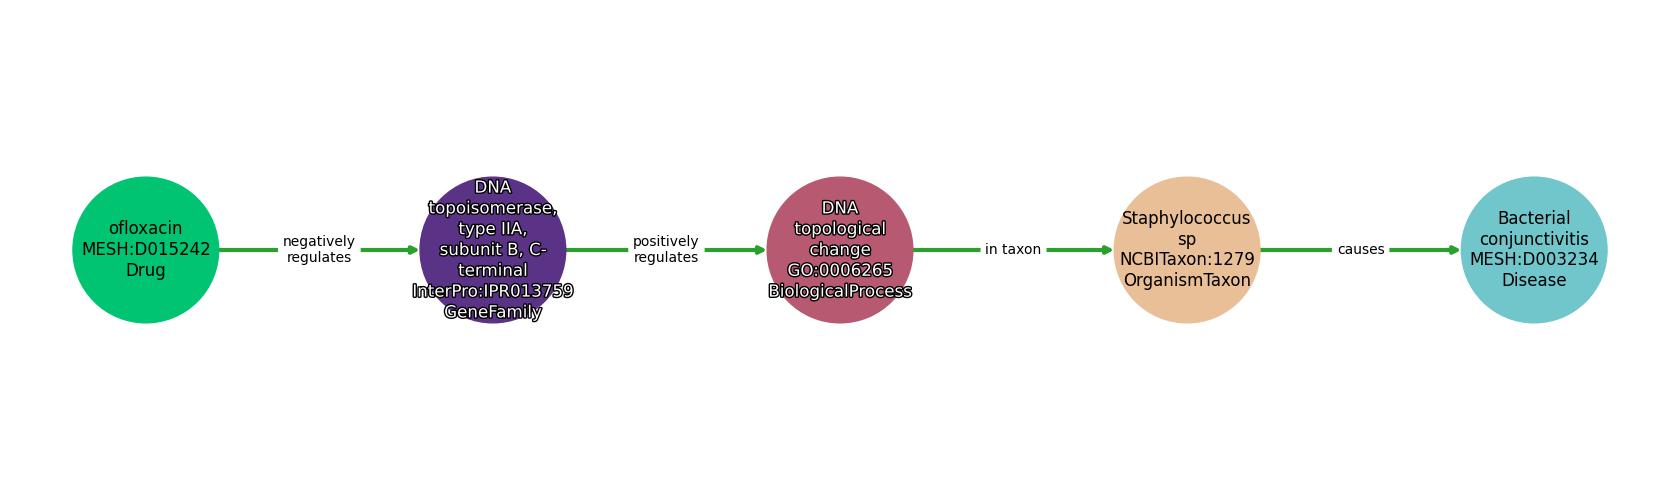 ofloxacin
MESH:D015242
Drug
negatively
regulates
DNA
topoisomerase,
type IIA,
subunit B, C-
terminal
InterPro:IPR013759
GeneFamily
positively
regulates
DNA
topological
change
GO:0006265
BiologicalProcess
in taxon
Staphylococcus
sp
NCBITaxon:1279
OrganismTaxon
causes
Bacterial
conjunctivitis
MESH:D003234
Disease